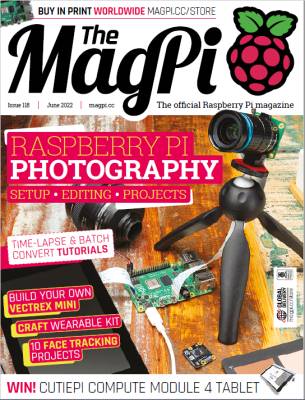 BUY IN PRINT WORLDWIDE MAGPI.CC/STORE
The
MagPi
Issue 118 | June 2022 | magpi.cc
The official Raspberry Pi magazine
RASPBERRY PI
PHOTOGRAPHY
SETUP • EDITING • PROJECTS
TIME-LAPSE & BATCH
CONVERT TUTORIALS
BUILD YOUR OWN
VECTREX MINI
CRAFT WEARABLE KIT
10 FACE TRACKING
PROJECTS
GLOBAL
DELIVERY
WIN! CUTIEPI COMPUTE MODULE 4 TABLET